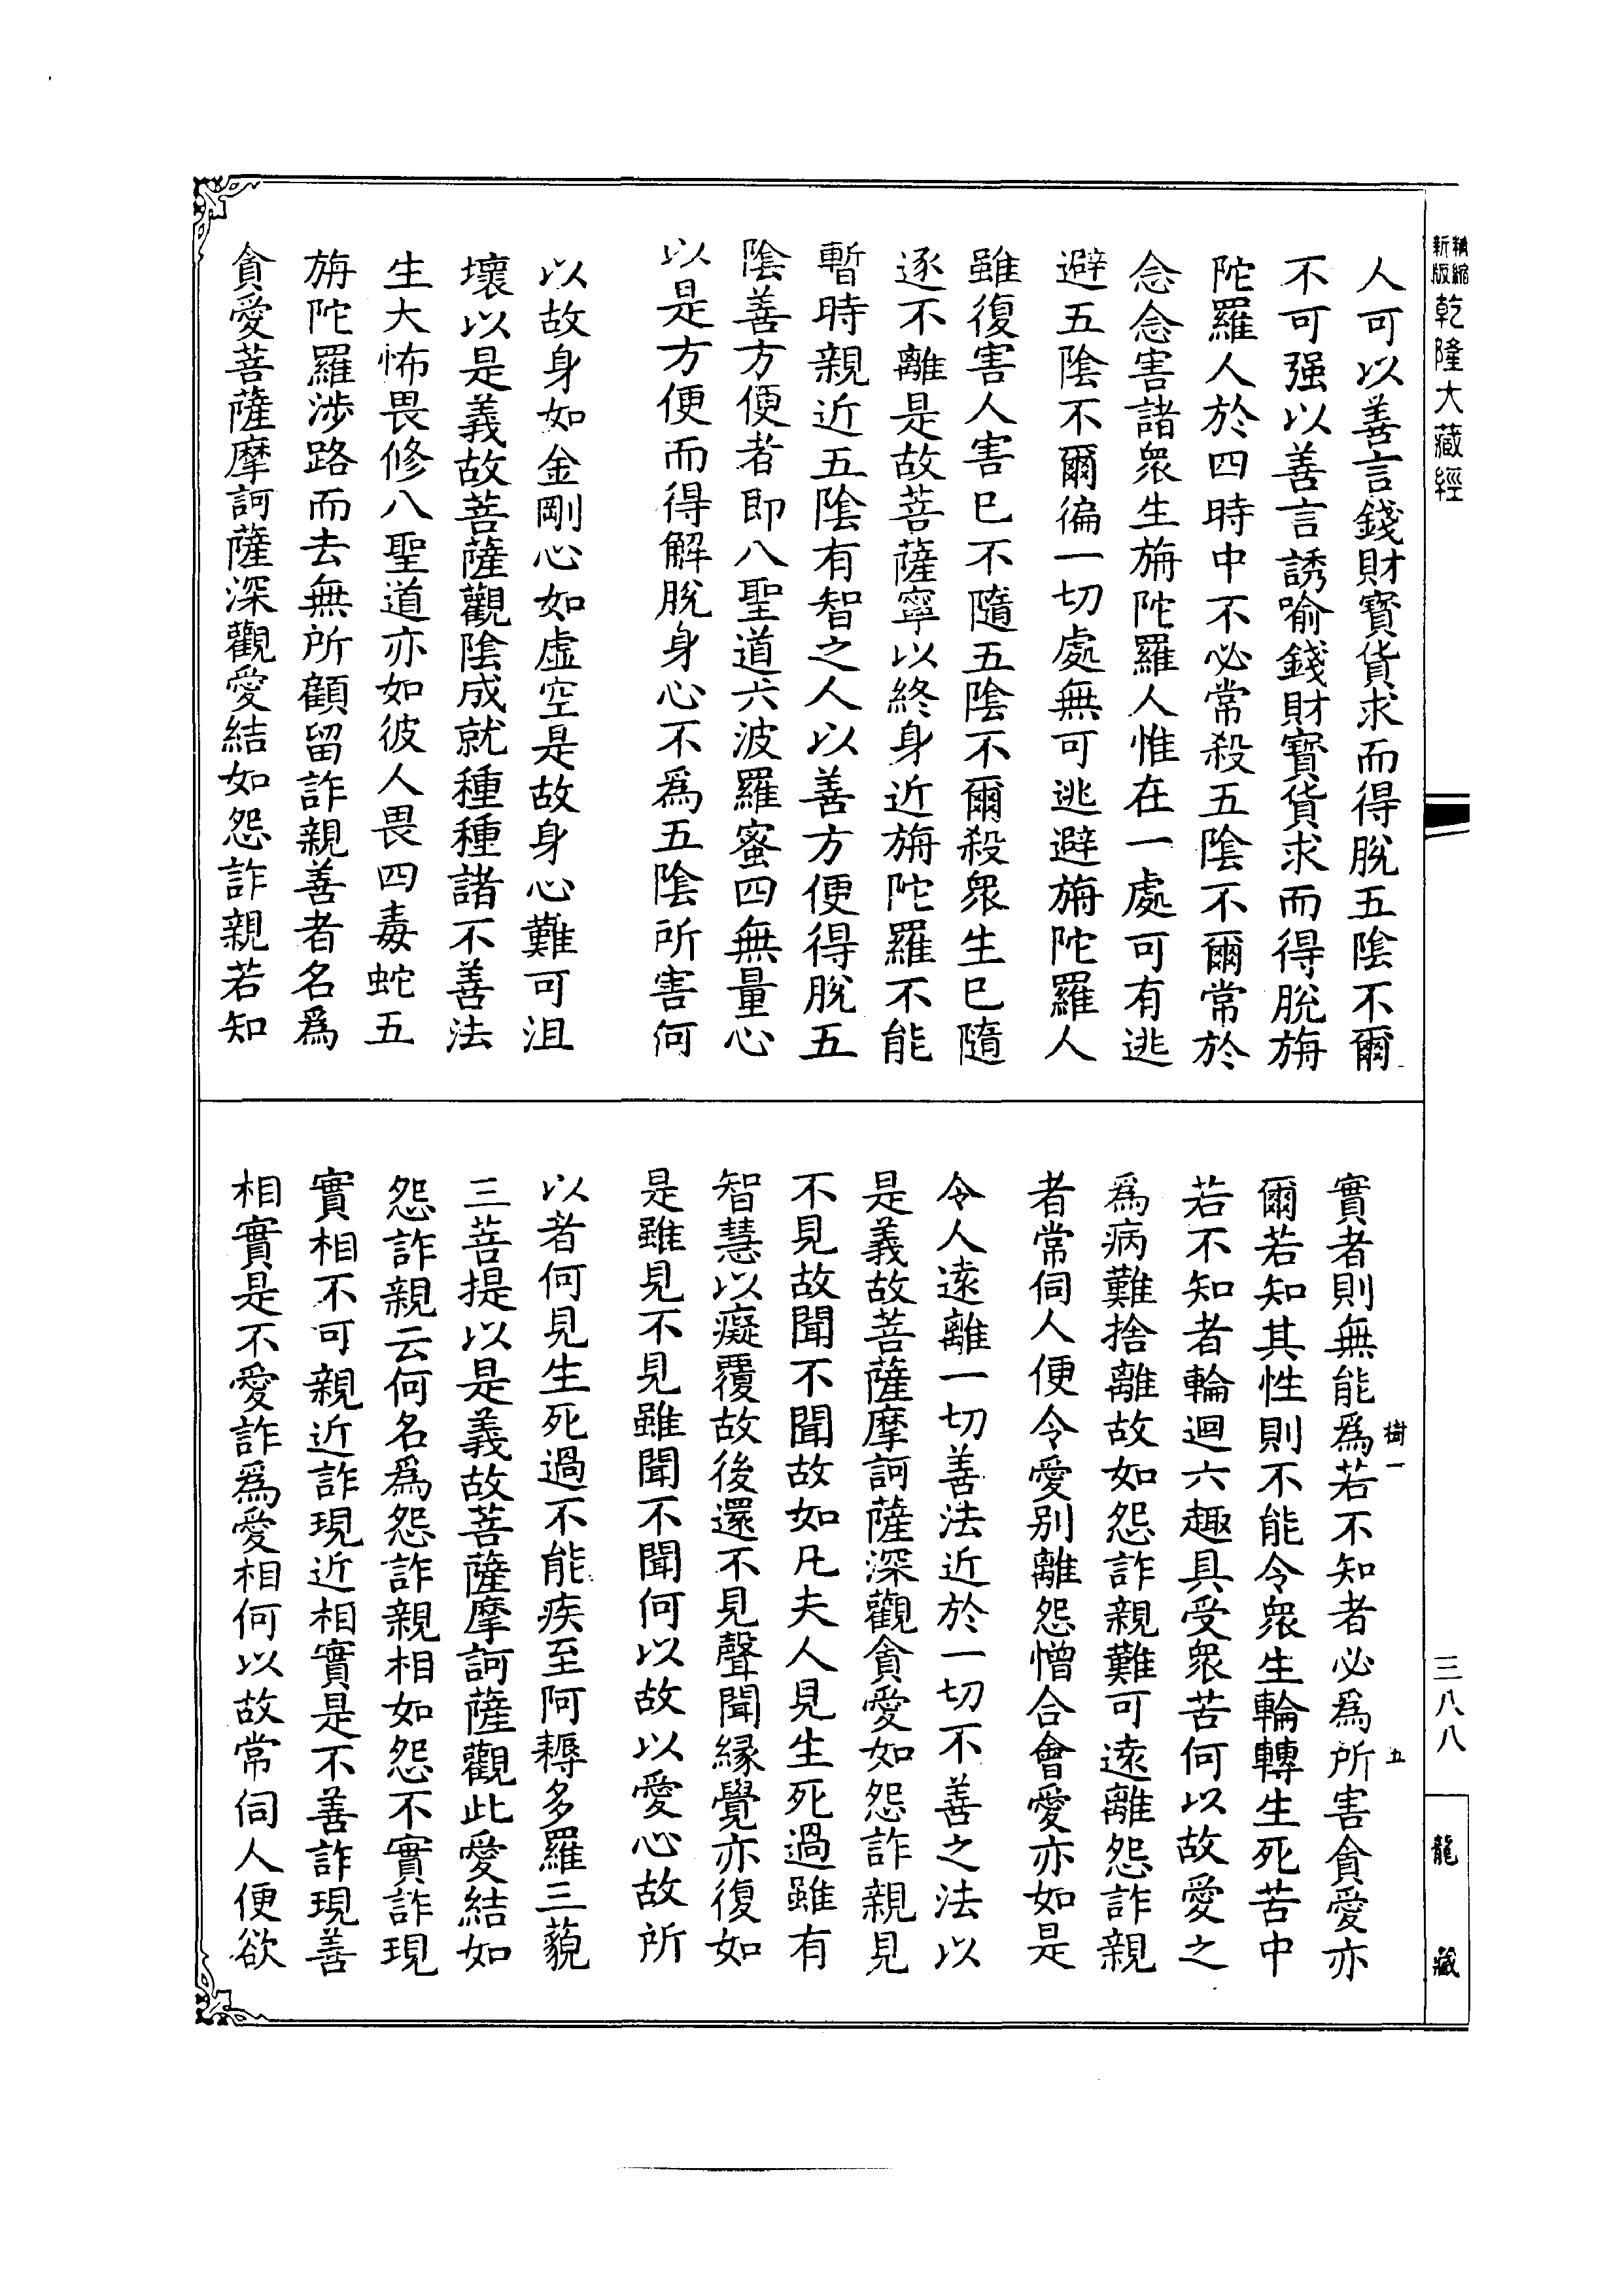 精縮
新版
乾隆大藏經
人可以善言錢財寶貨求而得脫五陰不爾
不可强以善言誘喻錢財寶貨求而得脫旃
陀羅人於四時中不必常殺五陰不爾常於
念念害諸衆生旃陀羅人惟在一處可有逃
避五陰不爾徧一切處無可逃避旃陀羅人
雖復害人害已不隨五陰不爾殺衆生已隨
逐不離是故菩薩寧以終身近旃陀羅不能
暫時親近五陰有智之人以善方便得脫五
陰善方便者即八聖道六波羅蜜四無量心
以是方便而得解脫身心不爲五陰所害何
以故身如金剛心如虛空是故身心難可沮
壞以是義故菩薩觀陰成就種種諸不善法
生大怖畏修八聖道亦如彼人畏四毒蛇五
旃陀羅涉路而去無所顧留詐親善者名爲
貪愛菩薩摩訶薩深觀愛結如怨詐親若知
實者則無能爲若不知者必爲所害貪愛亦
爾若知其性則不能令衆生輪轉生死苦中
若不知者輪迴六趣具受衆苦何以故愛之
爲病難捨離故如怨詐親難可遠離怨詐親
者常伺人便令愛別離怨憎合會愛亦如是
令人遠離一切善法近於一切不善之法以
是義故菩薩摩訶薩深觀貪愛如怨詐親見
不見故聞不聞故如凡夫人見生死過雖有
智慧以癡覆故後還不見聲聞緣覺亦復如
是雖見不見雖聞不聞何以故以愛心故所
以者何見生死過不能疾至阿耨多羅三藐
三菩提以是義故菩薩摩訶薩觀此愛結如
怨詐親云何名爲怨詐親相如怨不實詐現
實相不可親近詐現近相實是不善詐現善
相實是不愛詐爲愛相何以故常伺人便欲
樹一
五
三八八
龍藏